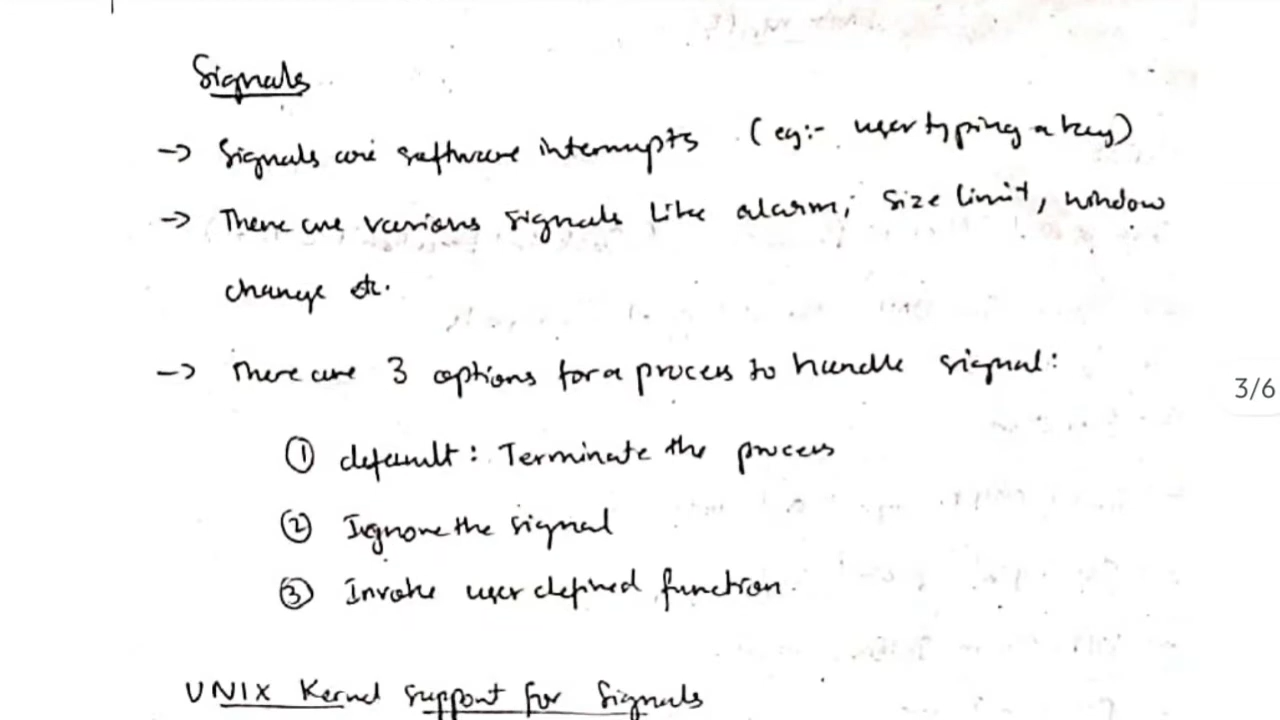 Signals
→ Signals are software interrupts (eg:- user typing a key)
→ There are various signals like alarm, size limit, window
change etc.
→ There are 3 options for a process to handle signal:
3/6
① default: Terminate the process
② Ignore the signal
③ Invoke user defined function.
UNIX Kernel support for Signals